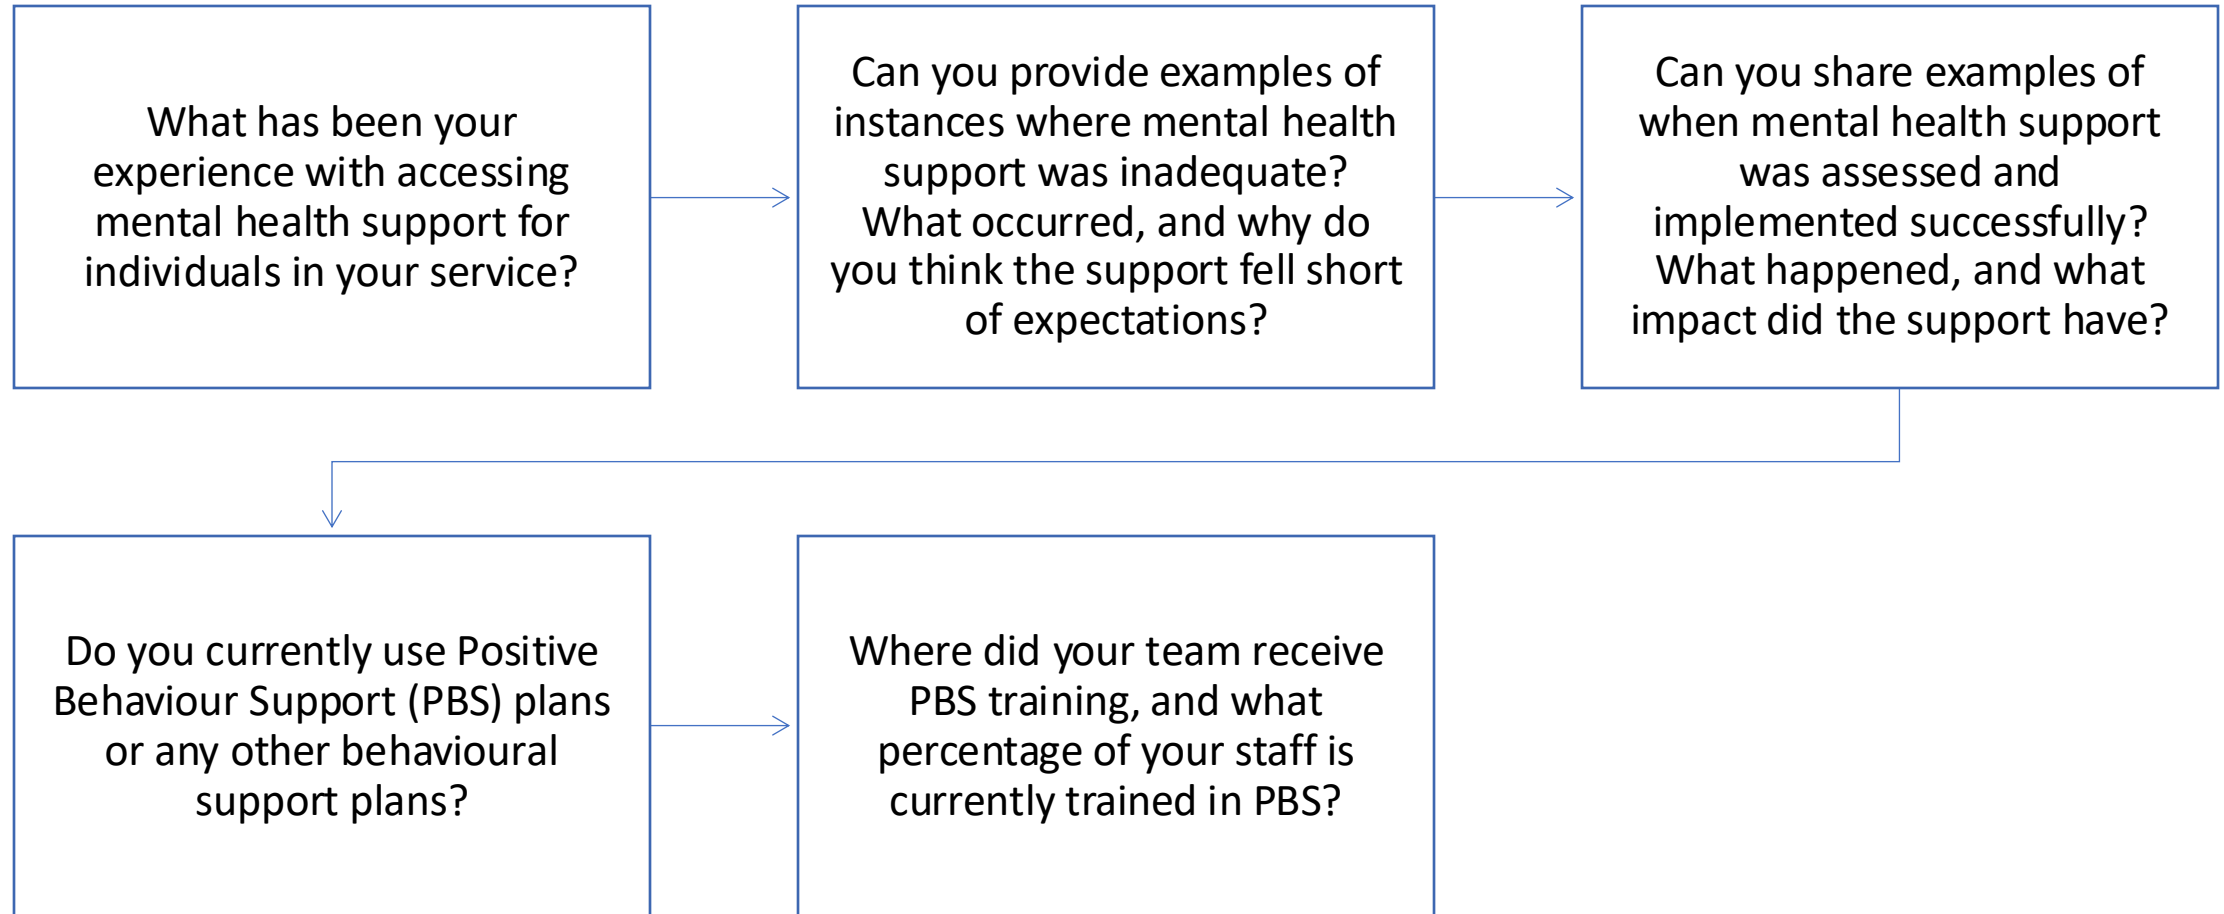 What has been your
experience with accessing
mental health support for
individuals in your service?
Can you provide examples of
instances where mental health
support was inadequate?
What occurred, and why do
you think the support fell short
of expectations?
Can you share examples of
when mental health support
was assessed and
implemented successfully?
What happened, and what
impact did the support have?
Do you currently use Positive
Behaviour Support (PBS) plans
or any other behavioural
support plans?
Where did your team receive
PBS training, and what
percentage of your staff is
currently trained in PBS?